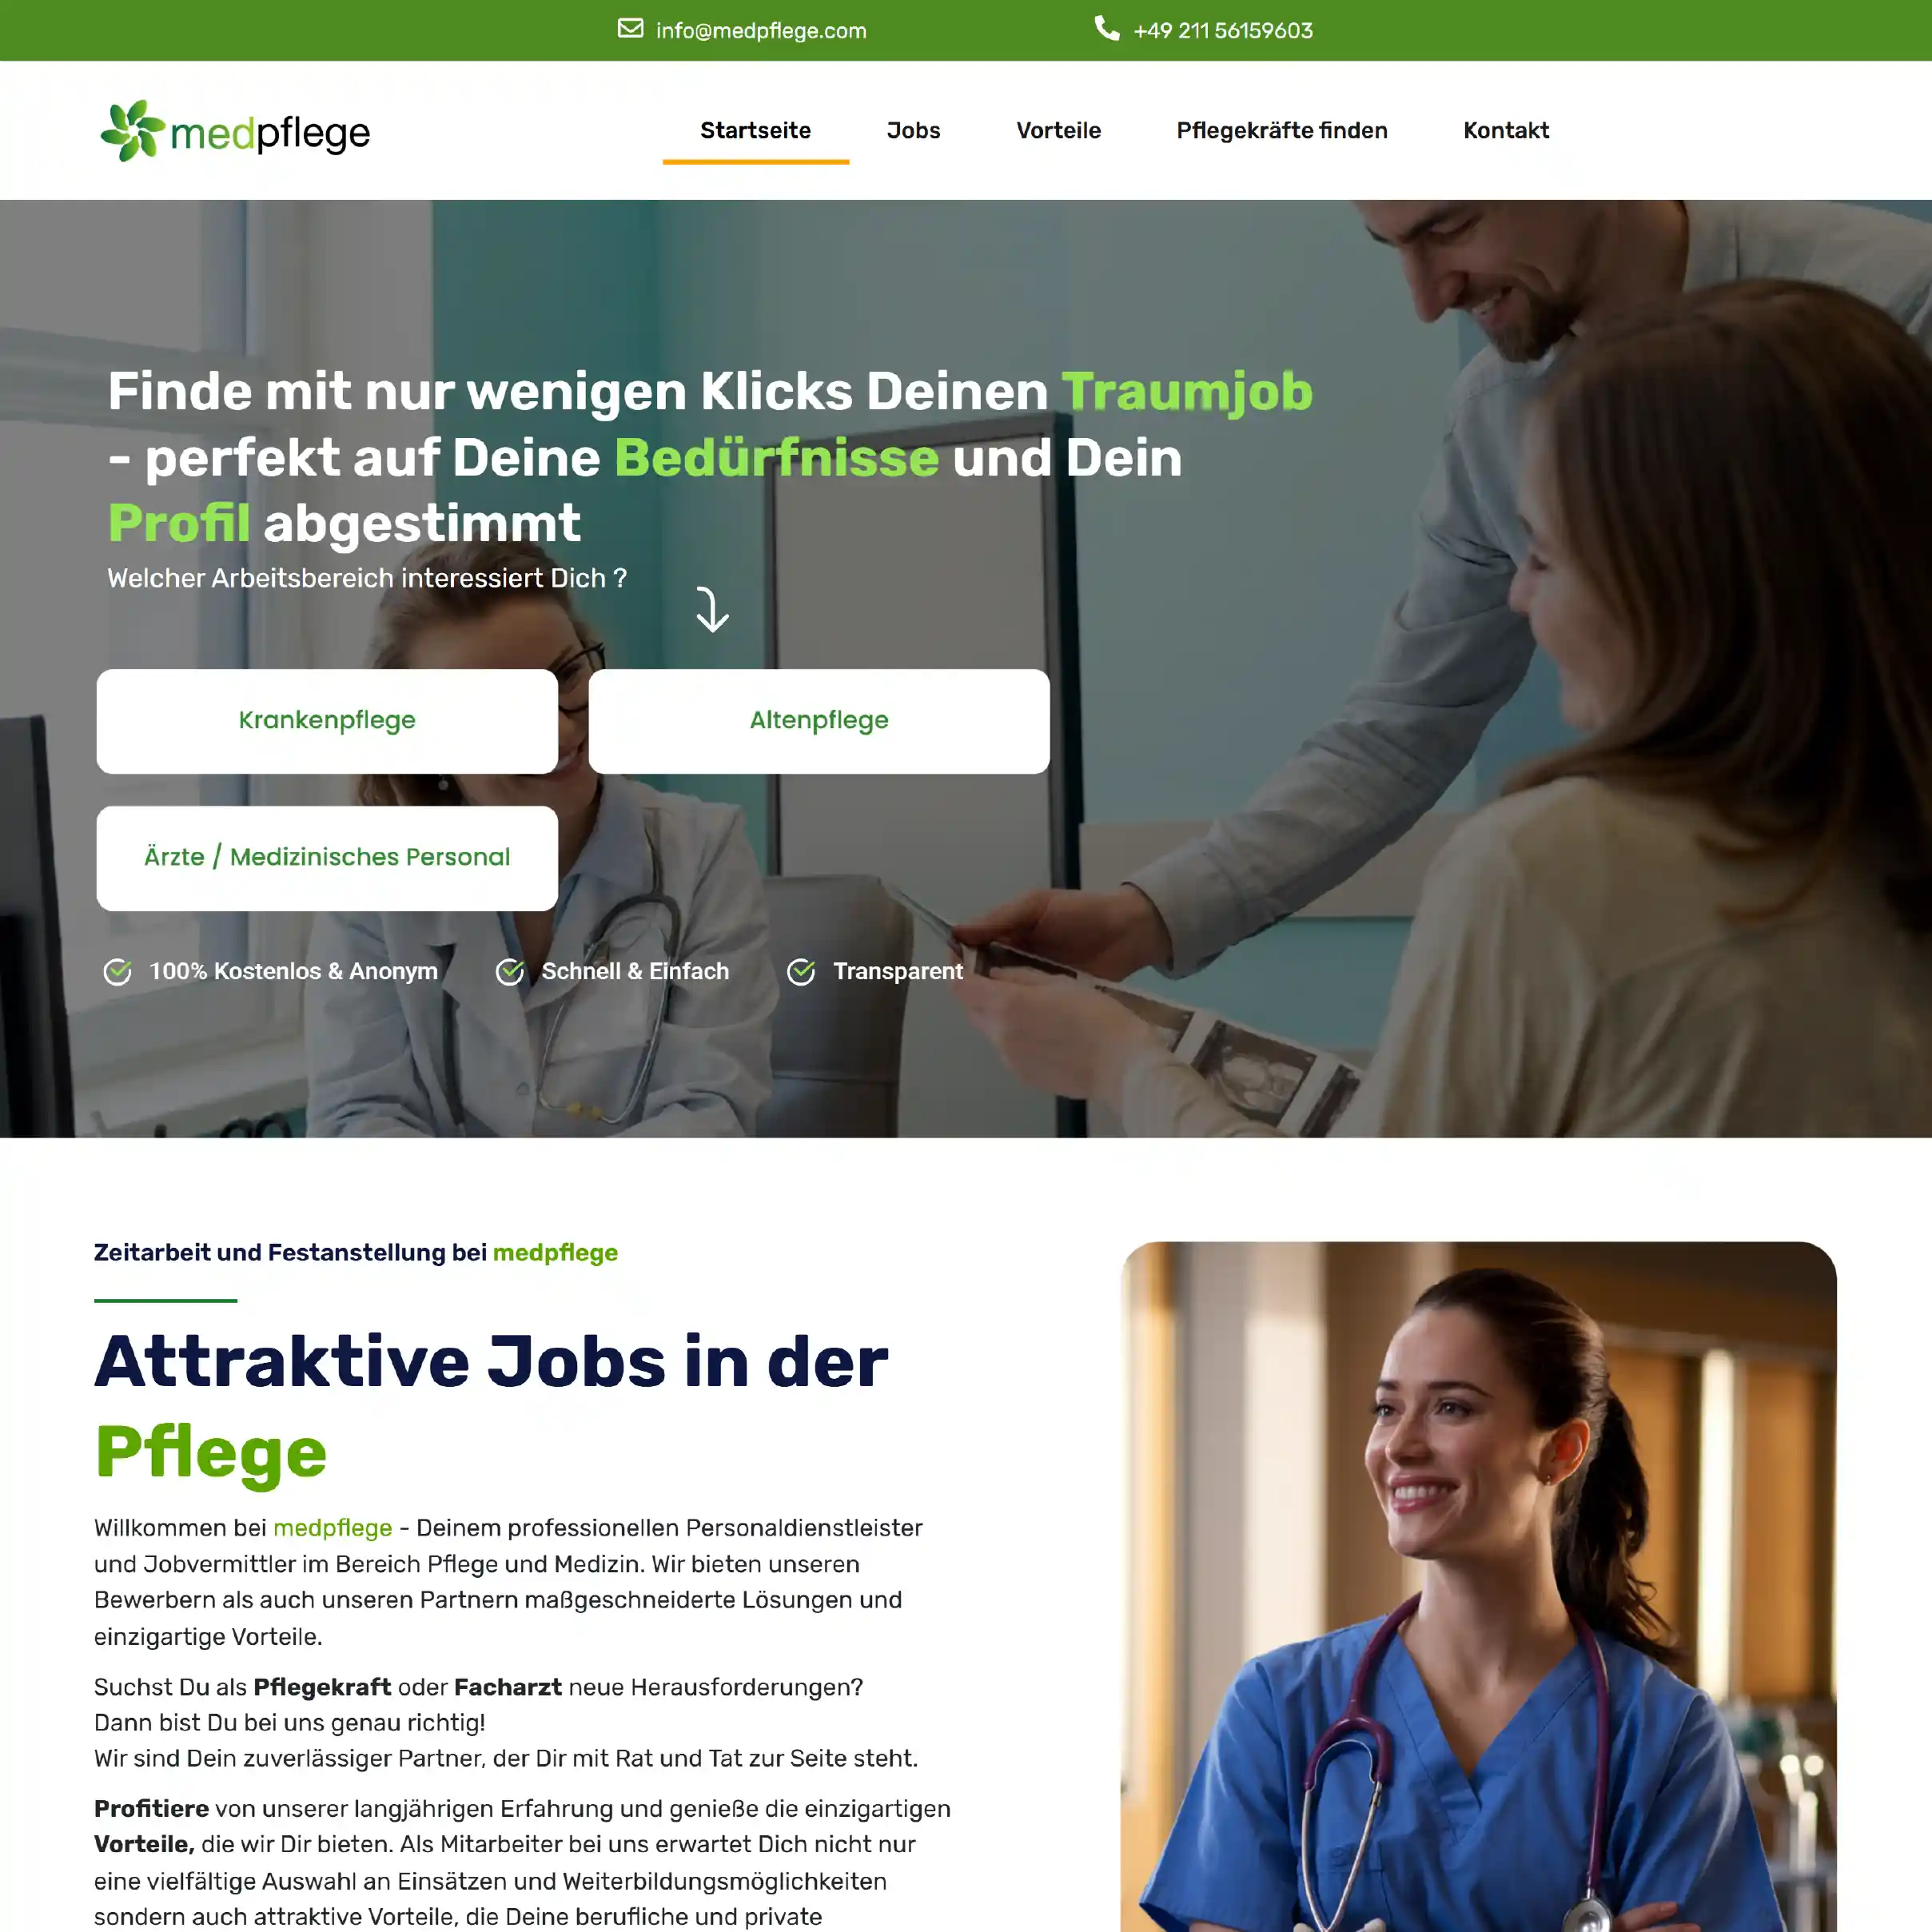 info@medpflege.com
+49 211 56159603
medpflege
Startseite
Jobs
Vorteile
Pflegekräfte finden
Kontakt
Finde mit nur wenigen Klicks Deinen Traumjob
- perfekt auf Deine Bedürfnisse und Dein
Profil abgestimmt
Welcher Arbeitsbereich interessiert Dich ?
Krankenpflege
Altenpflege
Ärzte / Medizinisches Personal
100% Kostenlos & Anonym
Schnell & Einfach
Transparent
Zeitarbeit und Festanstellung bei medpflege
Attraktive Jobs in der
Pflege
Willkommen bei medpflege - Deinem professionellen Personaldienstleister
und Jobvermittler im Bereich Pflege und Medizin. Wir bieten unseren
Bewerbern als auch unseren Partnern maßgeschneiderte Lösungen und
einzigartige Vorteile.
Suchst Du als Pflegekraft oder Facharzt neue Herausforderungen?
Dann bist Du bei uns genau richtig!
Wir sind Dein zuverlässiger Partner, der Dir mit Rat und Tat zur Seite steht.
Profitiere von unserer langjährigen Erfahrung und genieße die einzigartigen
Vorteile, die wir Dir bieten. Als Mitarbeiter bei uns erwartet Dich nicht nur
eine vielfältige Auswahl an Einsätzen und Weiterbildungsmöglichkeiten
sondern auch attraktive Vorteile, die Deine berufliche und private